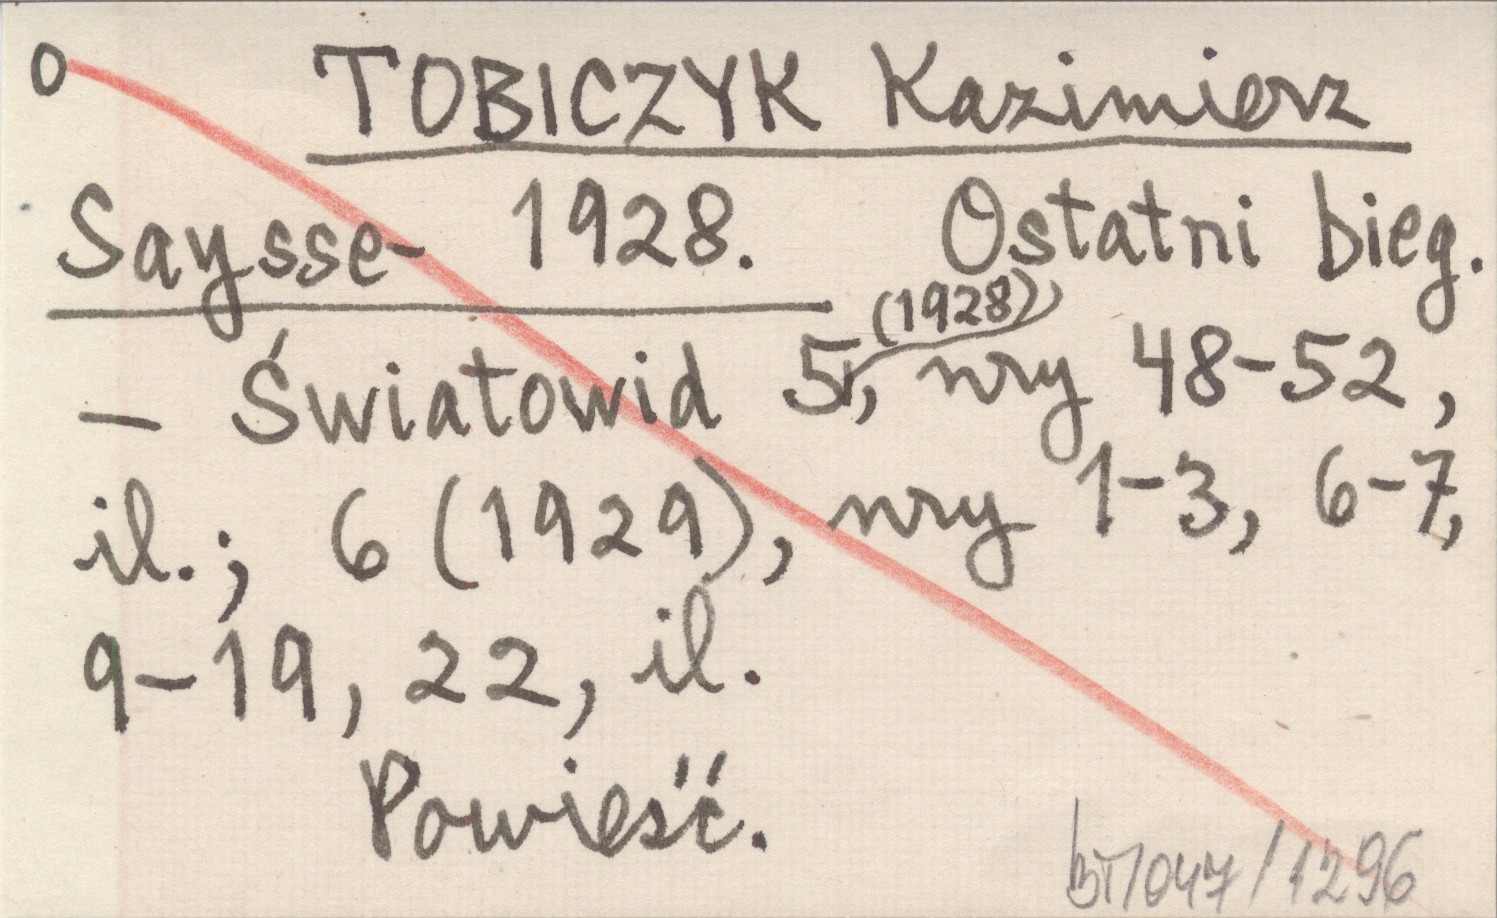 O TOBICZYK Kazimierz
Saysse- 1928. Ostatni bieg.
(1928),
– Światowid 5, nry 48–52,
il.; 6 (1929), nry 1–3, 6–7,
9–19, 22, il.
Powieść.
BT/047/1296